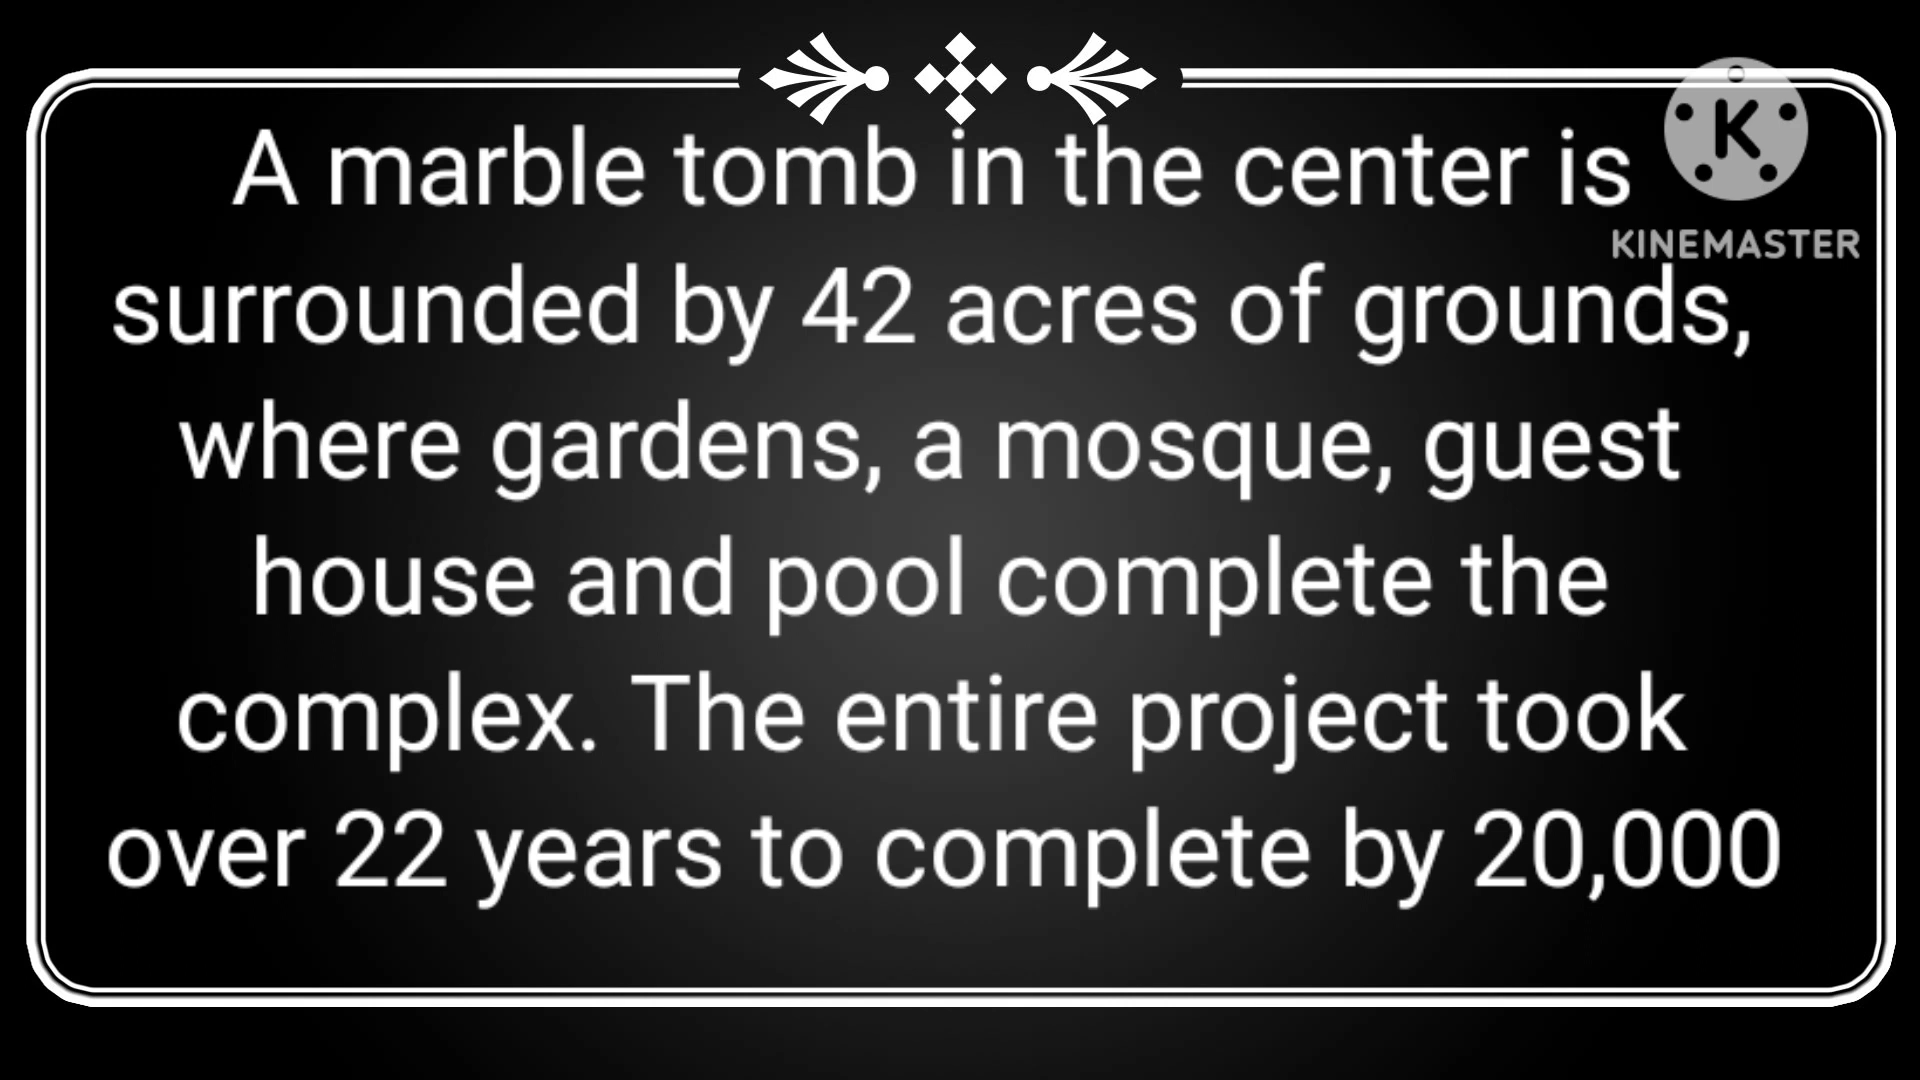 A marble tomb in the center is
surrounded by 42 acres of grounds,
where gardens, a mosque, guest
house and pool complete the
complex. The entire project took
over 22 years to complete by 20,000
K
KINEMASTER